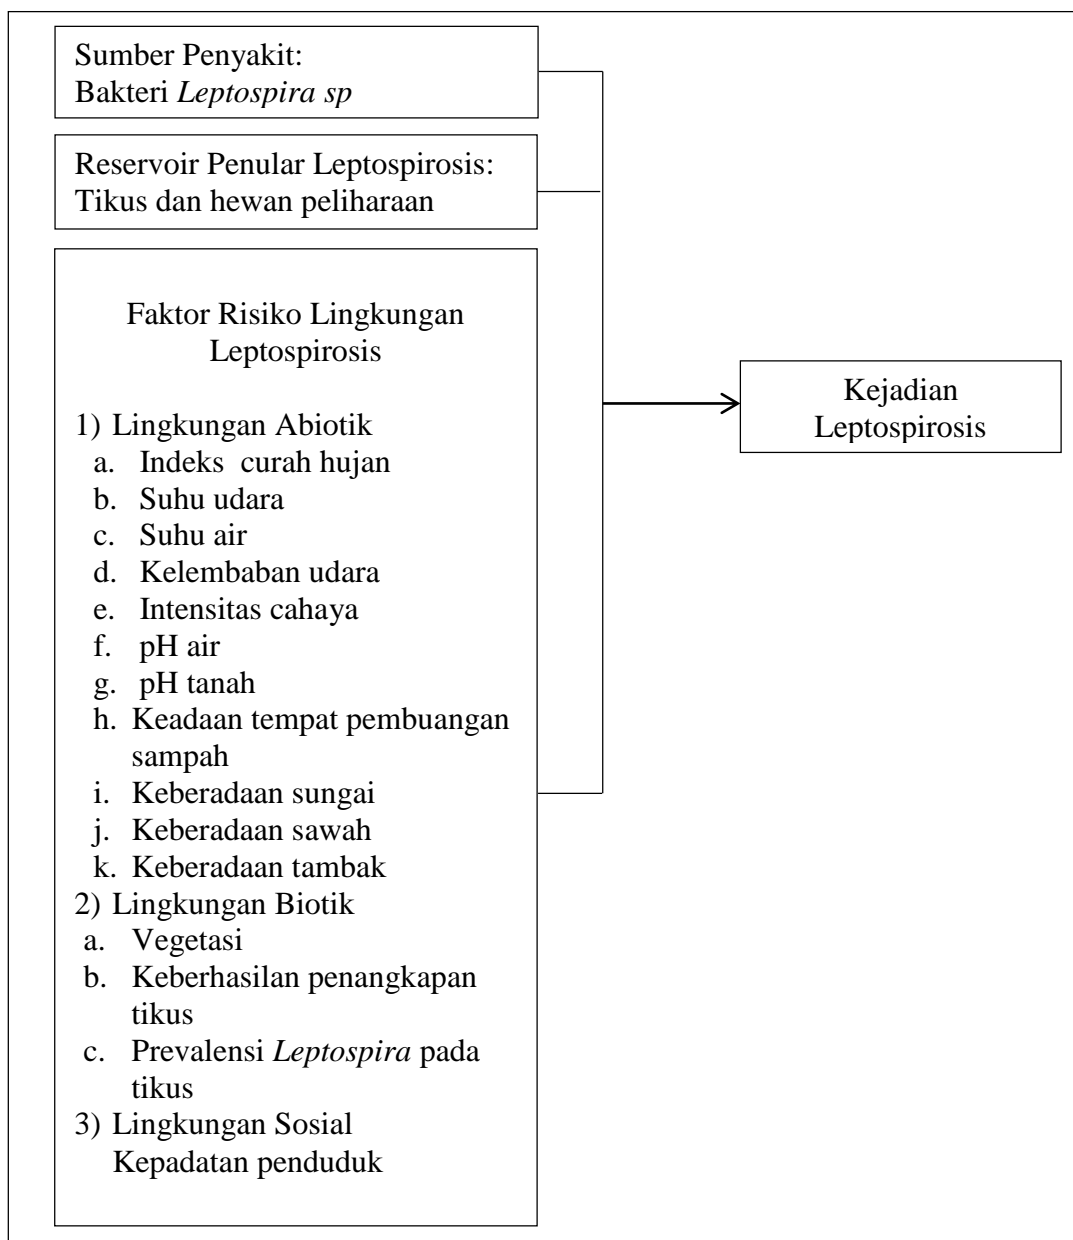 Sumber Penyakit:
Bakteri Leptospira sp
Reservoir Penular Leptospirosis:
Tikus dan hewan peliharaan
Faktor Risiko Lingkungan
Leptospirosis
1) Lingkungan Abiotik
a. Indeks curah hujan
b. Suhu udara
c. Suhu air
d. Kelembaban udara
e. Intensitas cahaya
f. pH air
g. pH tanah
h. Keadaan tempat pembuangan
sampah
i. Keberadaan sungai
j. Keberadaan sawah
k. Keberadaan tambak
2) Lingkungan Biotik
a. Vegetasi
b. Keberhasilan penangkapan
tikus
c. Prevalensi Leptospira pada
tikus
3) Lingkungan Sosial
Kepadatan penduduk
Kejadian
Leptospirosis